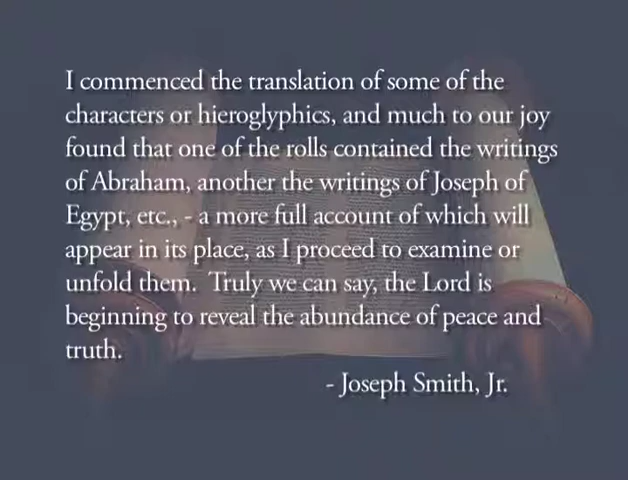 I commenced the translation of some of the
characters or hieroglyphics, and much to our joy
found that one of the rolls contained the writings
of Abraham, another the writings of Joseph of
Egypt, etc., - a more full account of which will
appear in its place, as I proceed to examine or
unfold them.  Truly we can say, the Lord is
beginning to reveal the abundance of peace and
truth.
- Joseph Smith, Jr.